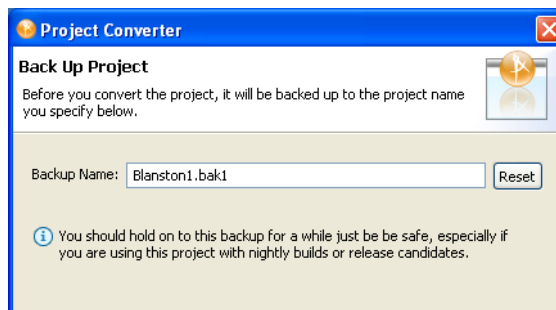 Project Converter
Back Up Project
Before you convert the project, it will be backed up to the project name
you specify below.
Backup Name: Blanston1.bak1 Reset
You should hold on to this backup for a while just be be safe, especially if
you are using this project with nightly builds or release candidates.